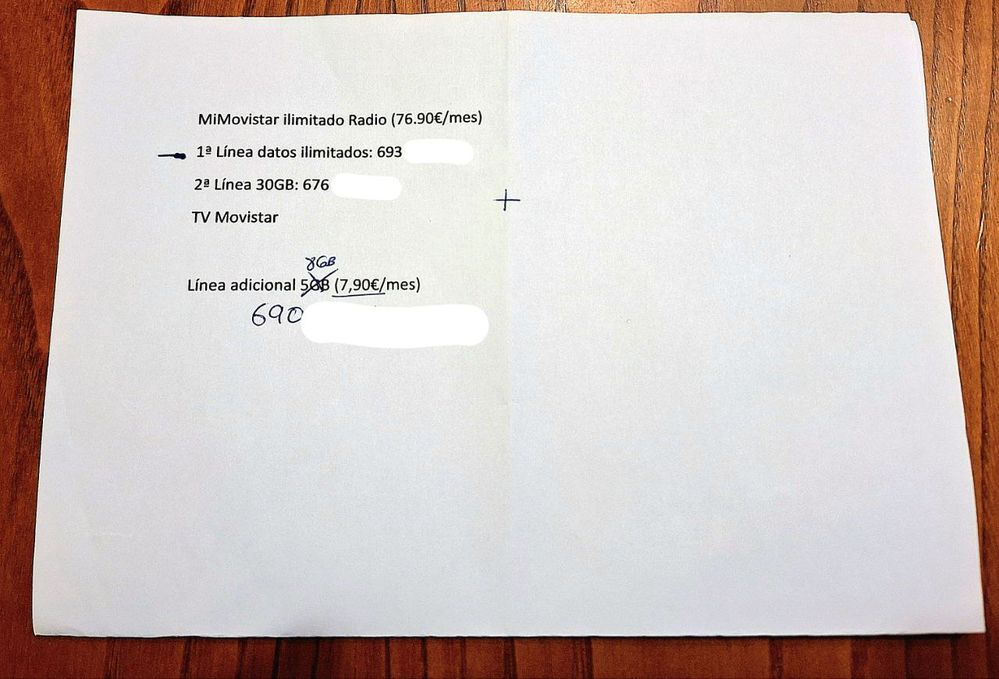 MiMovistar ilimitado Radio (76.90€/mes)
1ª Línea datos ilimitados: 693
2ª Línea 30GB: 676
+
TV Movistar
8GB
Línea adicional 5GB (7,90€/mes)
690